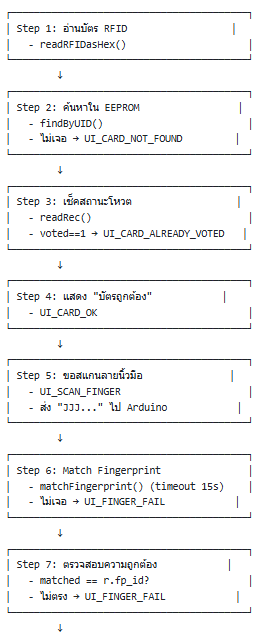 Step 1: อ่านบัตร RFID
- readRFIDasHex()
↓
Step 2: ค้นหาใน EEPROM
- findByUID()
- ไม่เจอ → UI_CARD_NOT_FOUND
↓
Step 3: เช็คสถานะโหวต
- readRec()
- voted==1 → UI_CARD_ALREADY_VOTED
↓
Step 4: แสดง "บัตรถูกต้อง"
- UI_CARD_OK
↓
Step 5: ขอสแกนลายนิ้วมือ
- UI_SCAN_FINGER
- ส่ง "JJJ..." ไป Arduino
↓
Step 6: Match Fingerprint
- matchFingerprint() (timeout 15s)
- ไม่เจอ → UI_FINGER_FAIL
↓
Step 7: ตรวจสอบความถูกต้อง
- matched == r.fp_id?
- ไม่ตรง → UI_FINGER_FAIL
↓